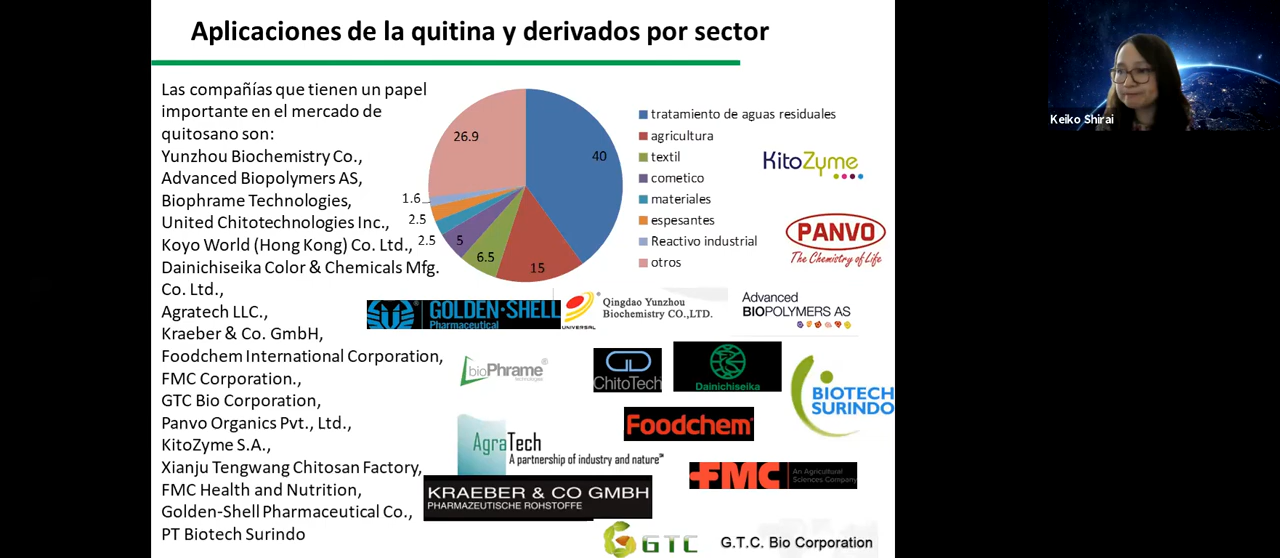 Aplicaciones de la quitina y derivados por sector
Las compañías que tienen un papel
importante en el mercado de
quitosano son:
Yunzhou Biochemistry Co.,
Advanced Biopolymers AS,
Biophrame Technologies,
United Chitotechnologies Inc.,
Koyo World (Hong Kong) Co. Ltd.,
Dainichiseika Color & Chemicals Mfg.
Co. Ltd.,
Agratech LLC.,
Kraeber & Co. GmbH,
Foodchem International Corporation,
FMC Corporation.,
GTC Bio Corporation,
Panvo Organics Pvt., Ltd.,
KitoZyme S.A.,
Xianju Tengwang Chitosan Factory,
FMC Health and Nutrition,
Golden-Shell Pharmaceutical Co.,
PT Biotech Surindo
26.9
40
1.6
2.5
2.5
5
6.5
15
tratamiento de aguas residuales
agricultura
textil
cometico
materiales
espesantes
Reactivo industrial
otros
KitoZyme
PANVO
The Chemistry of Life
GOLDEN·SHELL
Pharmaceutical
UNIVERSAL
Qingdao Yunzhou
Biochemistry CO.,LTD.
Advanced
BIOPOLYMERS AS
bioPhrame®
technologies
ChitoTech
Dainichiseika
BIOTECH
SURINDO
Foodchem
AgraTech
A partnership of industry and nature
FMC
An Agricultural
Sciences Company
KRAEBER & CO GMBH
PHARMAZEUTISCHE ROHSTOFFE
GTC
G.T.C. Bio Corporation
Keiko Shirai